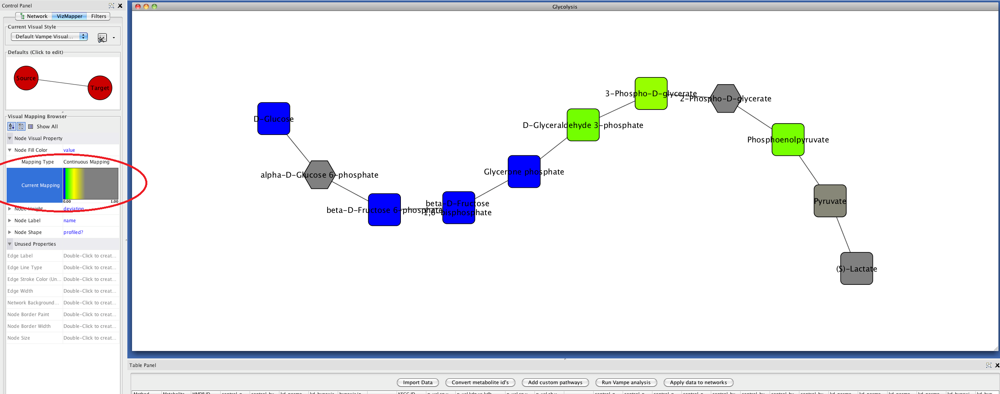 Control Panel
Network VizMapper Filters
Current Visual Style
Default Vampe Visual...
Defaults (Click to edit)
Source
Target
Visual Mapping Browser
Show All
Node Visual Property
Node Fill Color value
Mapping Type Continuous Mapping
Current Mapping
0.00 1.00
Node Height deviation
Node Label name
Node Shape profiled?
Unused Properties
Edge Label Double-Click to creat...
Edge Line Type Double-Click to creat...
Edge Stroke Color (Un... Double-Click to creat...
Edge Width Double-Click to creat...
Network Background... Double-Click to creat...
Node Border Paint Double-Click to creat...
Node Border Width Double-Click to creat...
Node Size Double-Click to creat...
Glycolysis
D-Glucose
alpha-D-Glucose 6-phosphate
beta-D-Fructose 6-phosphate
beta-D-Fructose
1,6-bisphosphate
Glycerone phosphate
D-Glyceraldehyde 3-phosphate
3-Phospho-D-glycerate
2-Phospho-D-glycerate
Phosphoenolpyruvate
Pyruvate
(S)-Lactate
Table Panel
Import Data Convert metabolite id's Add custom pathways Run Vampe analysis Apply data to networks